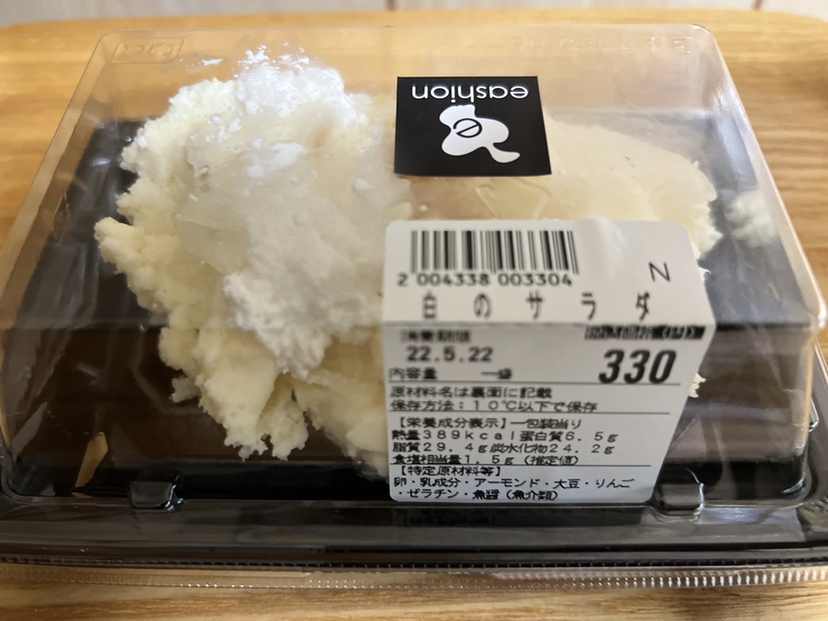 eashion
e
2 004338 003304
N
白のサラダ
消費期限
22.5.22
税込価格(円)
330
内容量 一盛
原材料名は裏面に記載
保存方法：10℃以下で保存
【栄養成分表示】一包装当り
熱量389kcal蛋白質6.5g
脂質29.4g炭水化物24.2g
食塩相当量1.5g(推定値)
【特定原材料等】
卵・乳成分・アーモンド・大豆・りんご
・ゼラチン・魚醤(魚介類)